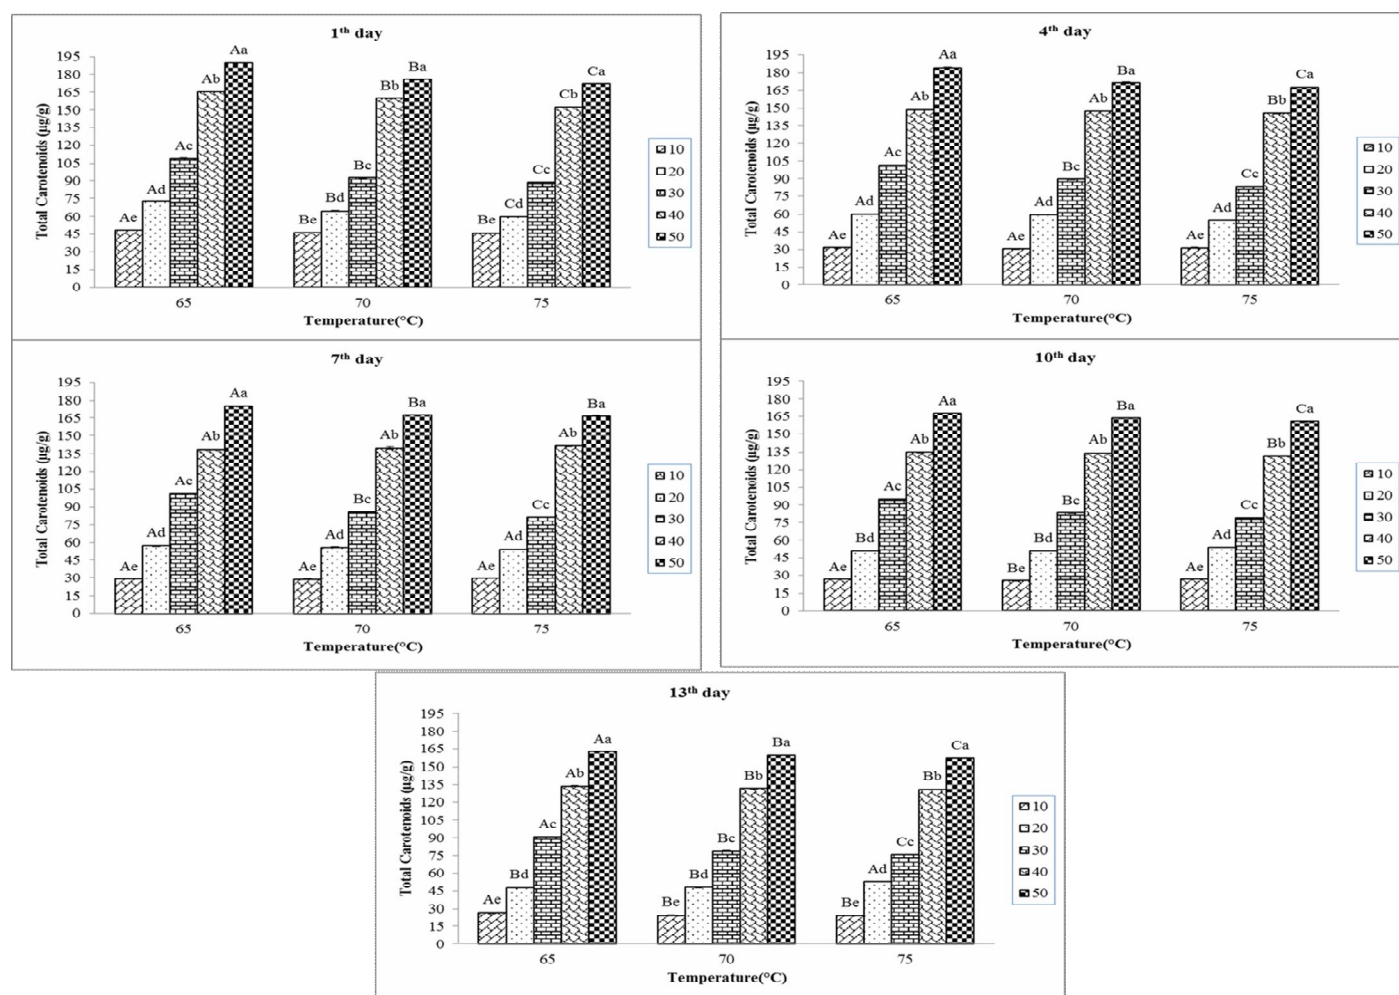 1th day
Total Carotenoids (µg/g)
195
180
165
150
135
120
105
90
75
60
45
30
15
0
Ae Ad Ac Ab Aa
Be Bd Bc Bb Ba
Be Cd Cc Cb Ca
65 70 75
Temperature(°C)
10
20
30
40
50
4th day
Total Carotenoids (µg/g)
195
180
165
150
135
120
105
90
75
60
45
30
15
0
Ae Ad Ac Ab Aa
Ae Ad Bc Ab Ba
Ae Ad Cc Bb Ca
65 70 75
Temperature(°C)
10
20
30
40
50
7th day
Total Carotenoids (µg/g)
195
180
165
150
135
120
105
90
75
60
45
30
15
0
Ae Ad Ac Ab Aa
Ae Ad Bc Ab Ba
Ae Ad Cc Ab Ba
65 70 75
Temperature(°C)
10
20
30
40
50
10th day
Total Carotenoids (µg/g)
195
180
165
150
135
120
105
90
75
60
45
30
15
0
Ae Bd Ac Ab Aa
Be Bd Bc Ab Ba
Ae Ad Cc Bb Ca
65 70 75
Temperature(°C)
10
20
30
40
50
13th day
Total Carotenoids (µg/g)
195
180
165
150
135
120
105
90
75
60
45
30
15
0
Ae Bd Ac Ab Aa
Be Bd Bc Bb Ba
Be Ad Cc Bb Ca
65 70 75
Temperature(°C)
10
20
30
40
50